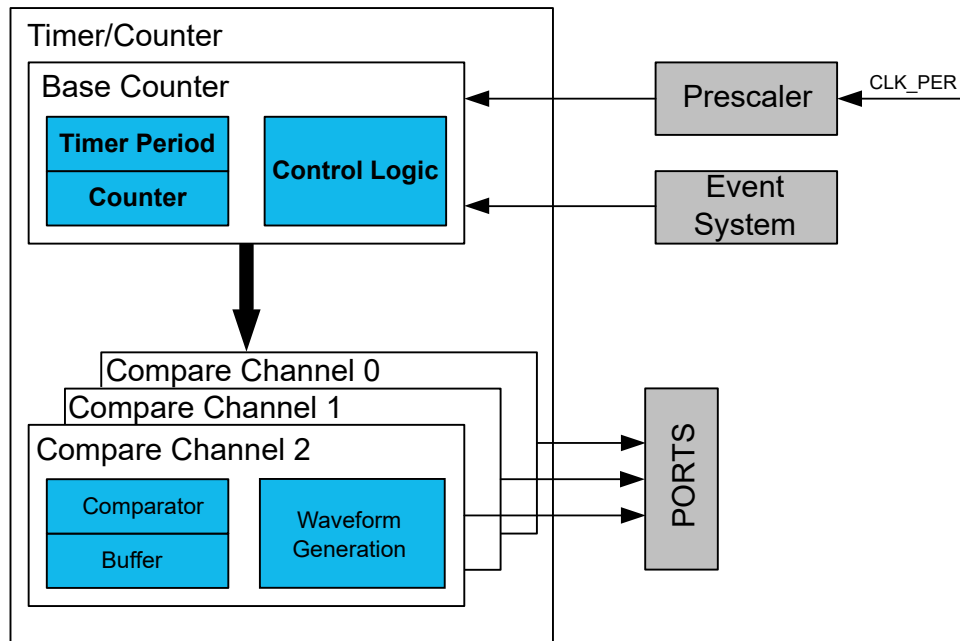 Timer/Counter
Base Counter
Timer Period
Counter
Control Logic
Prescaler
CLK_PER
Event
System
Compare Channel 0
Compare Channel 1
Compare Channel 2
Comparator
Buffer
Waveform
Generation
PORTS